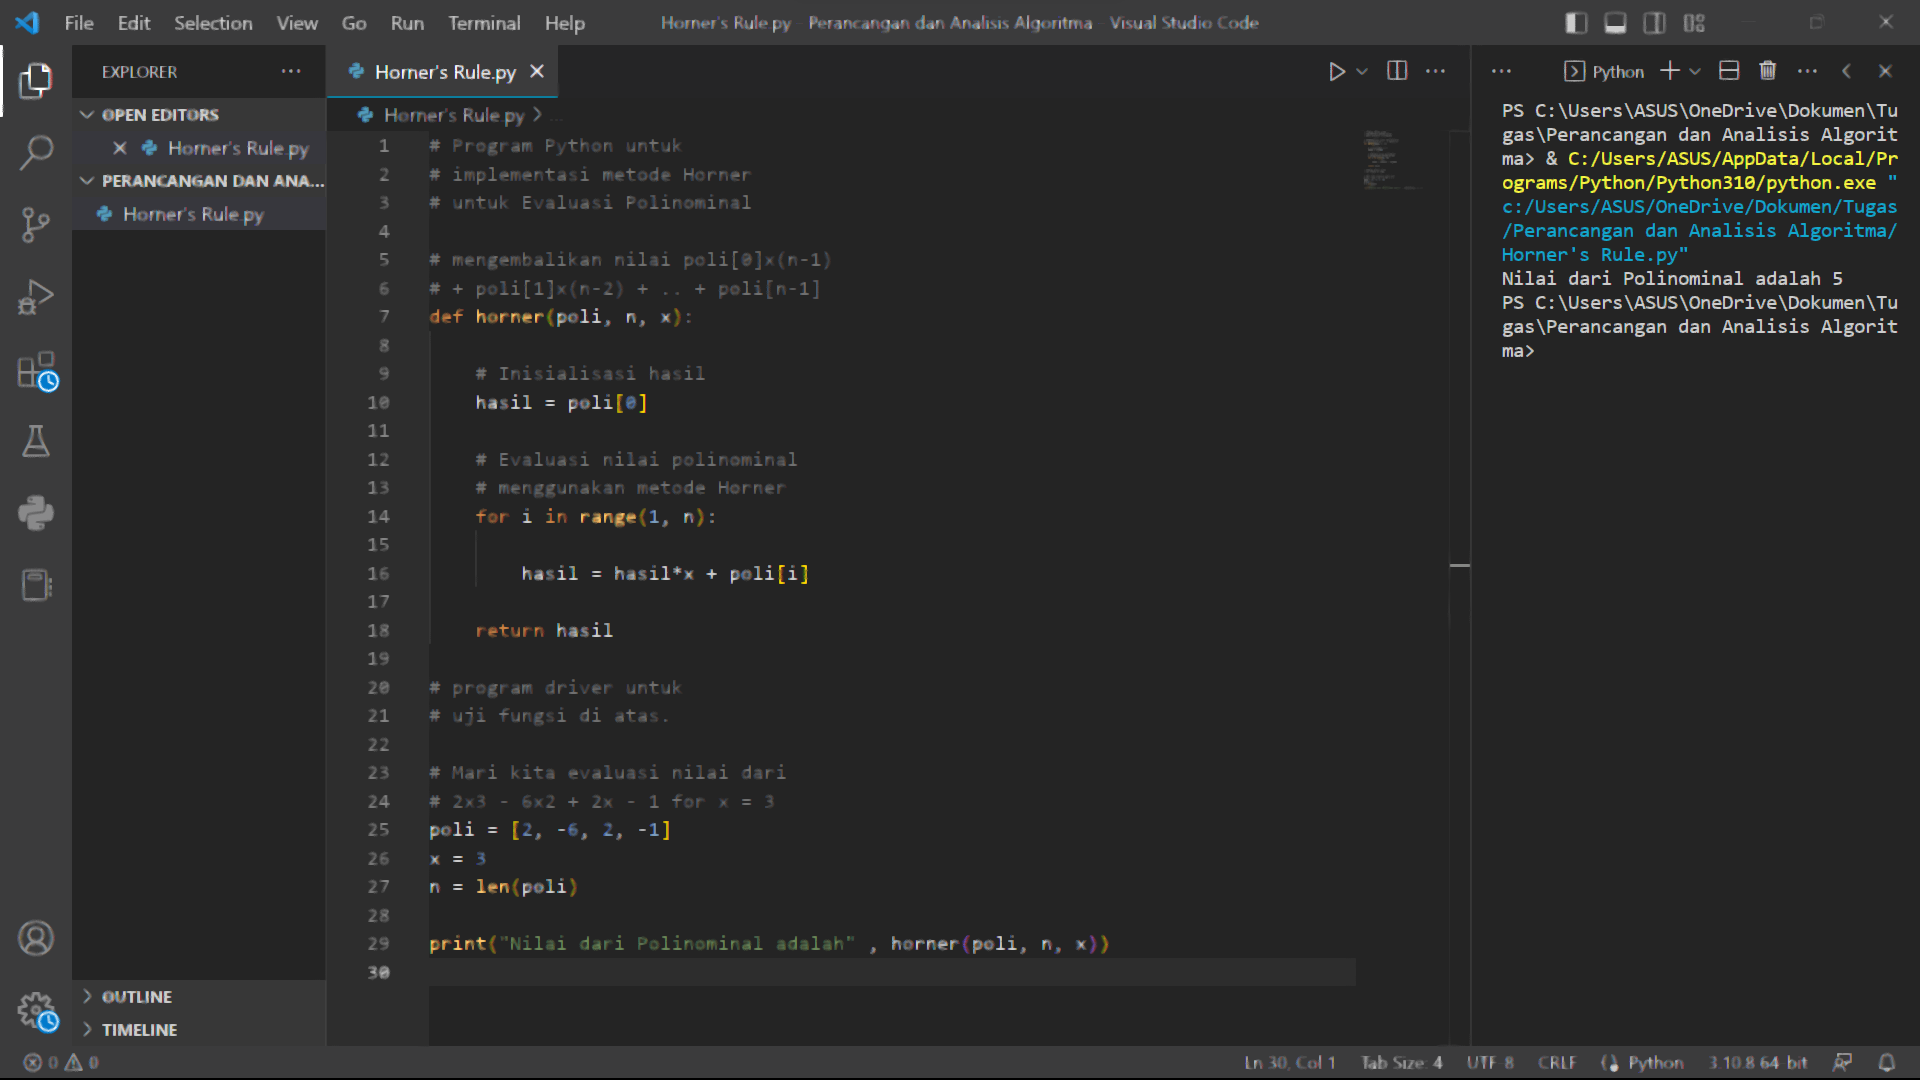 File Edit Selection View Go Run Terminal Help
Horner's Rule.py - Perancangan dan Analisis Algoritma - Visual Studio Code
EXPLORER
OPEN EDITORS
Horner's Rule.py
PERANCANGAN DAN ANA...
Horner's Rule.py
OUTLINE
TIMELINE
Horner's Rule.py
Horner's Rule.py > ...
1 # Program Python untuk
2 # implementasi metode Horner
3 # untuk Evaluasi Polinominal
4
5 # mengembalikan nilai poli[0]x(n-1)
6 # + poli[1]x(n-2) + .. + poli[n-1]
7 def horner(poli, n, x):
8
9     # Inisialisasi hasil
10     hasil = poli[0]
11
12     # Evaluasi nilai polinominal
13     # menggunakan metode Horner
14     for i in range(1, n):
15
16         hasil = hasil*x + poli[i]
17
18     return hasil
19
20 # program driver untuk
21 # uji fungsi di atas.
22
23 # Mari kita evaluasi nilai dari
24 # 2x3 - 6x2 + 2x - 1 for x = 3
25 poli = [2, -6, 2, -1]
26 x = 3
27 n = len(poli)
28
29 print("Nilai dari Polinominal adalah" , horner(poli, n, x))
30
Python
PS C:\Users\ASUS\OneDrive\Dokumen\Tu
gas\Perancangan dan Analisis Algorit
ma> & C:/Users/ASUS/AppData/Local/Pr
ograms/Python/Python310/python.exe "
c:/Users/ASUS/OneDrive/Dokumen/Tugas
/Perancangan dan Analisis Algoritma/
Horner's Rule.py"
Nilai dari Polinominal adalah 5
PS C:\Users\ASUS\OneDrive\Dokumen\Tu
gas\Perancangan dan Analisis Algorit
ma>
0 0
Ln 30, Col 1 Tab Size: 4 UTF-8 CRLF Python 3.10.8 64-bit